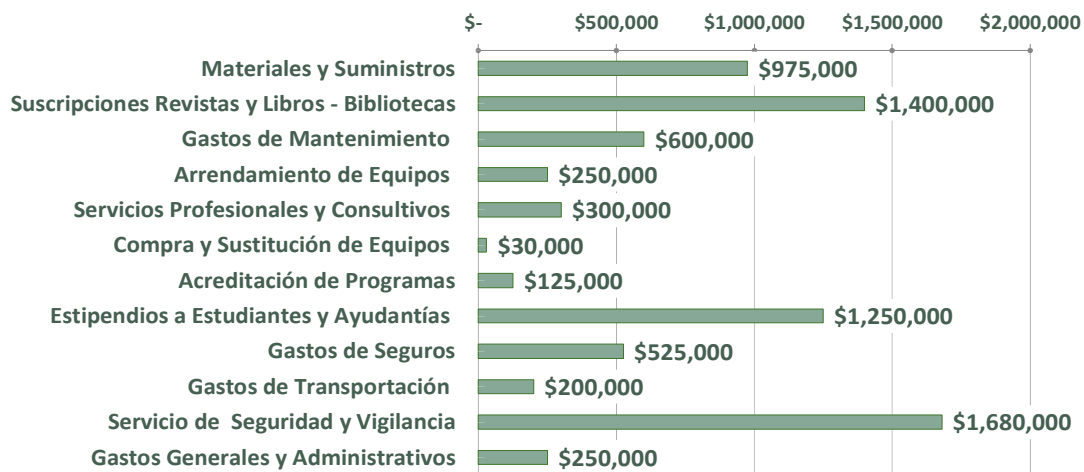 $- $500,000 $1,000,000 $1,500,000 $2,000,000
Materiales y Suministros $975,000
Suscripciones Revistas y Libros - Bibliotecas $1,400,000
Gastos de Mantenimiento $600,000
Arrendamiento de Equipos $250,000
Servicios Profesionales y Consultivos $300,000
Compra y Sustitución de Equipos $30,000
Acreditación de Programas $125,000
Estipendios a Estudiantes y Ayudantías $1,250,000
Gastos de Seguros $525,000
Gastos de Transportación $200,000
Servicio de Seguridad y Vigilancia $1,680,000
Gastos Generales y Administrativos $250,000